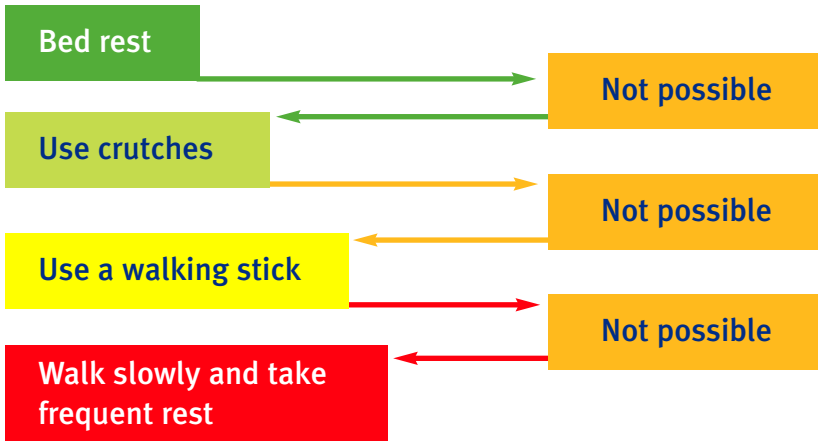 Bed rest
Not possible
Use crutches
Not possible
Use a walking stick
Not possible
Walk slowly and take
frequent rest